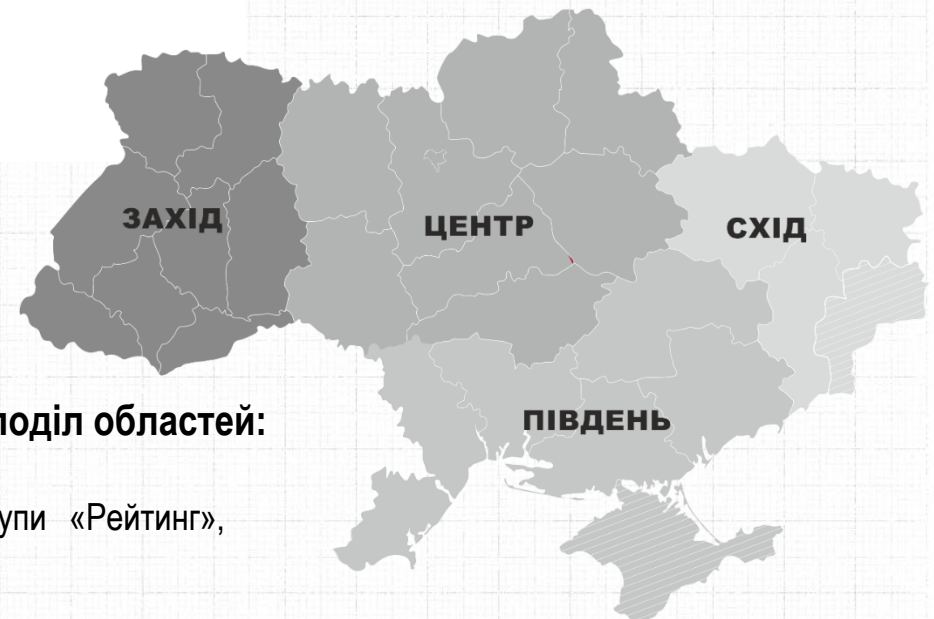 ЗАХІД
ЦЕНТР
СХІД
ПІВДЕНЬ
поділ областей:
упи «Рейтинг»,